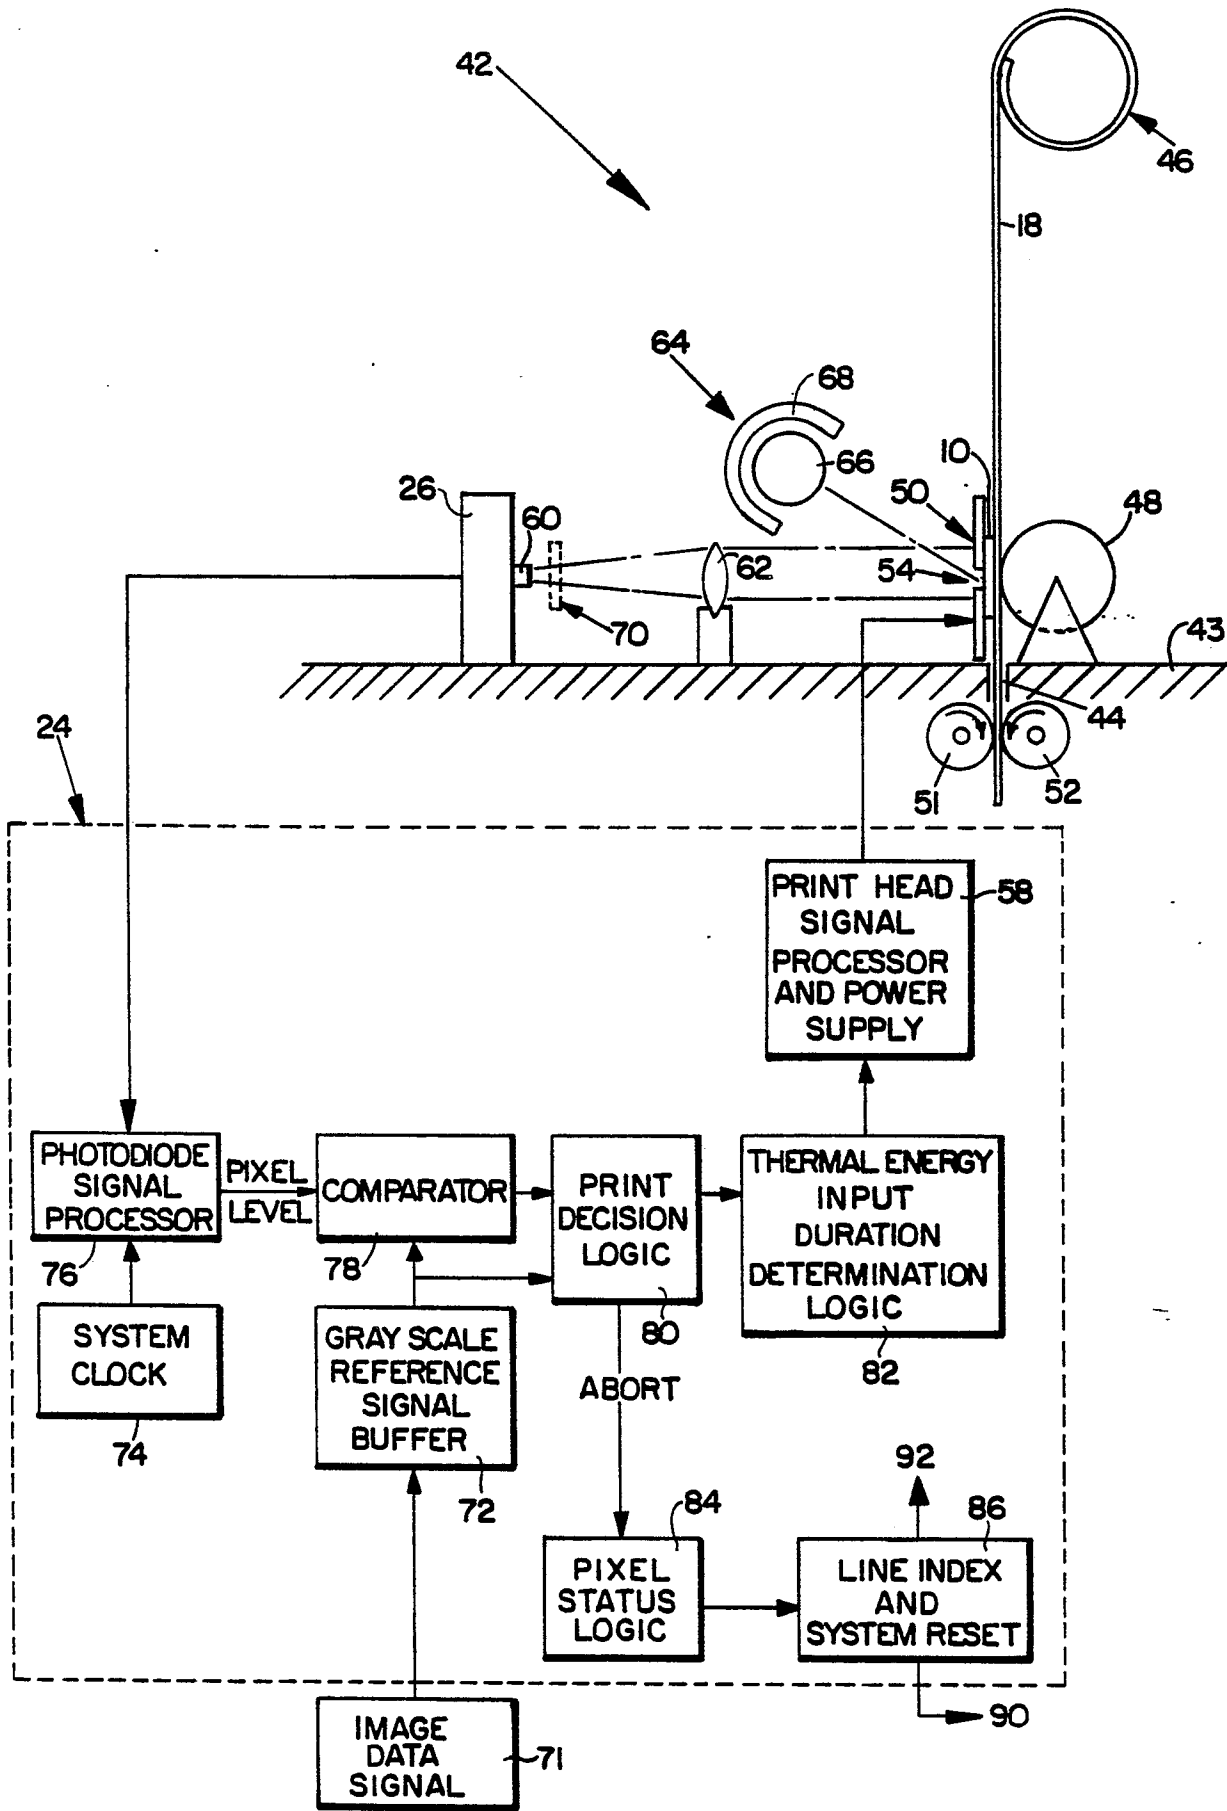 42
46
18
64
68
66
10
50
48
26
60
62
54
70
43
44
24
51
52
PRINT HEAD
SIGNAL
PROCESSOR
AND POWER
SUPPLY
58
PHOTODIODE
SIGNAL
PROCESSOR
76
PIXEL
LEVEL
COMPARATOR
78
PRINT
DECISION
LOGIC
80
THERMAL ENERGY
INPUT
DURATION
DETERMINATION
LOGIC
82
SYSTEM
CLOCK
74
GRAY SCALE
REFERENCE
SIGNAL
BUFFER
72
ABORT
92
84
86
PIXEL
STATUS
LOGIC
LINE INDEX
AND
SYSTEM RESET
90
IMAGE
DATA
SIGNAL
71